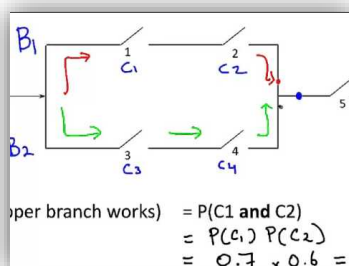 B1
1
2
C1
C2
5
B2
3
4
C3
C4
per branch works) = P(C1 and C2)
= P(C1) P(C2)
= 0.7 × 0.6 =